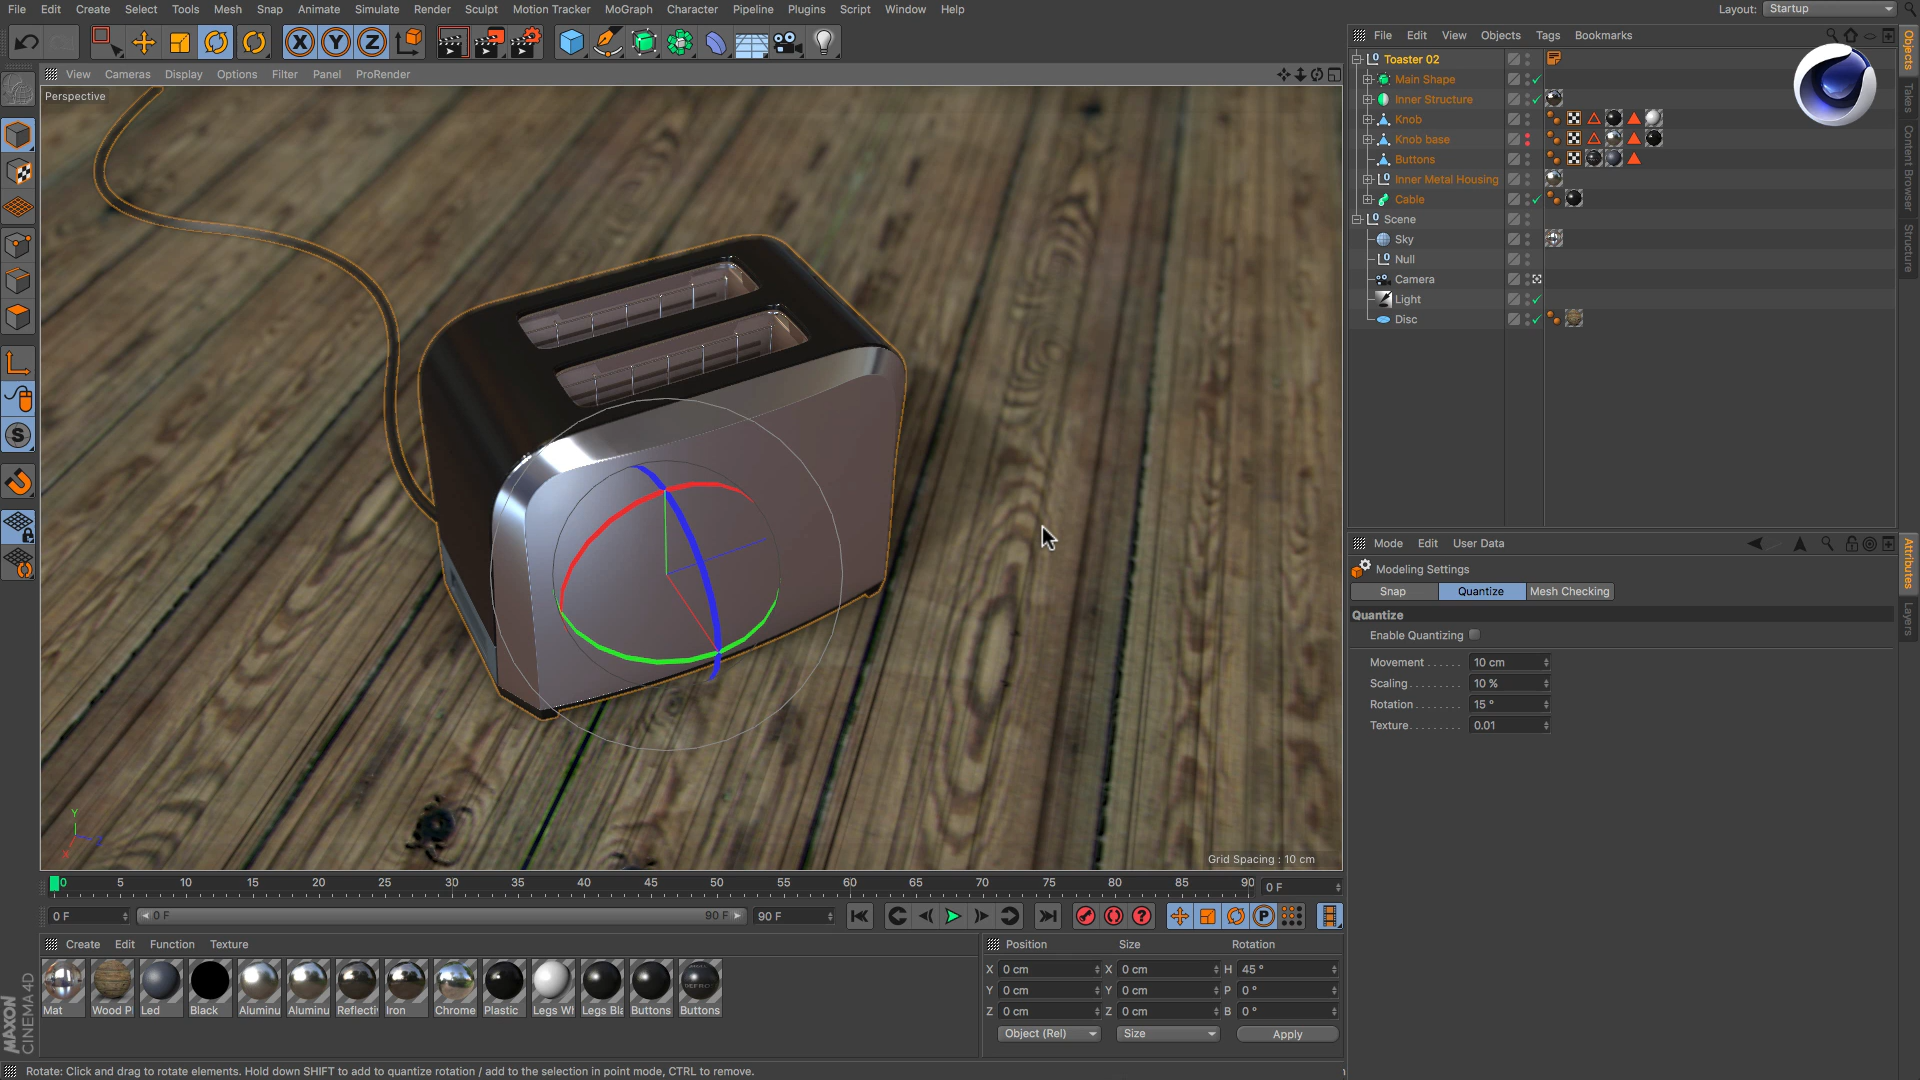 File Edit Create Select Tools Mesh Snap Animate Simulate Render Sculpt Motion Tracker MoGraph Character Pipeline Plugins Script Window Help
Layout: Startup
X Y Z
View Cameras Display Options Filter Panel ProRender
Perspective
S
Y
X
Grid Spacing : 10 cm
File Edit View Objects Tags Bookmarks
Toaster 02
Main Shape
Inner Structure
Knob
Knob base
Buttons
Inner Metal Housing
Cable
Scene
Sky
Null
Camera
Light
Disc
Objects
Takes
Content Browser
Structure
Mode Edit User Data
Modeling Settings
Snap Quantize Mesh Checking
Quantize
Enable Quantizing
Movement 10 cm
Scaling 10 %
Rotation 15 °
Texture 0.01
Attributes
Layers
0 5 10 15 20 25 30 35 40 45 50 55 60 65 70 75 80 85 90
0 F
0 F
0 F
90 F
90 F
P
Create Edit Function Texture
Mat
Wood P
Led
Black
Aluminu
Aluminu
Reflecti
Iron
Chrome
Plastic
Legs Wh
Legs Bla
Buttons
Buttons
Position Size Rotation
X 0 cm X 0 cm H 45 °
Y 0 cm Y 0 cm P 0 °
Z 0 cm Z 0 cm B 0 °
Object (Rel) Size Apply
MAXON
CINEMA 4D
Rotate: Click and drag to rotate elements. Hold down SHIFT to add to quantize rotation / add to the selection in point mode, CTRL to remove.